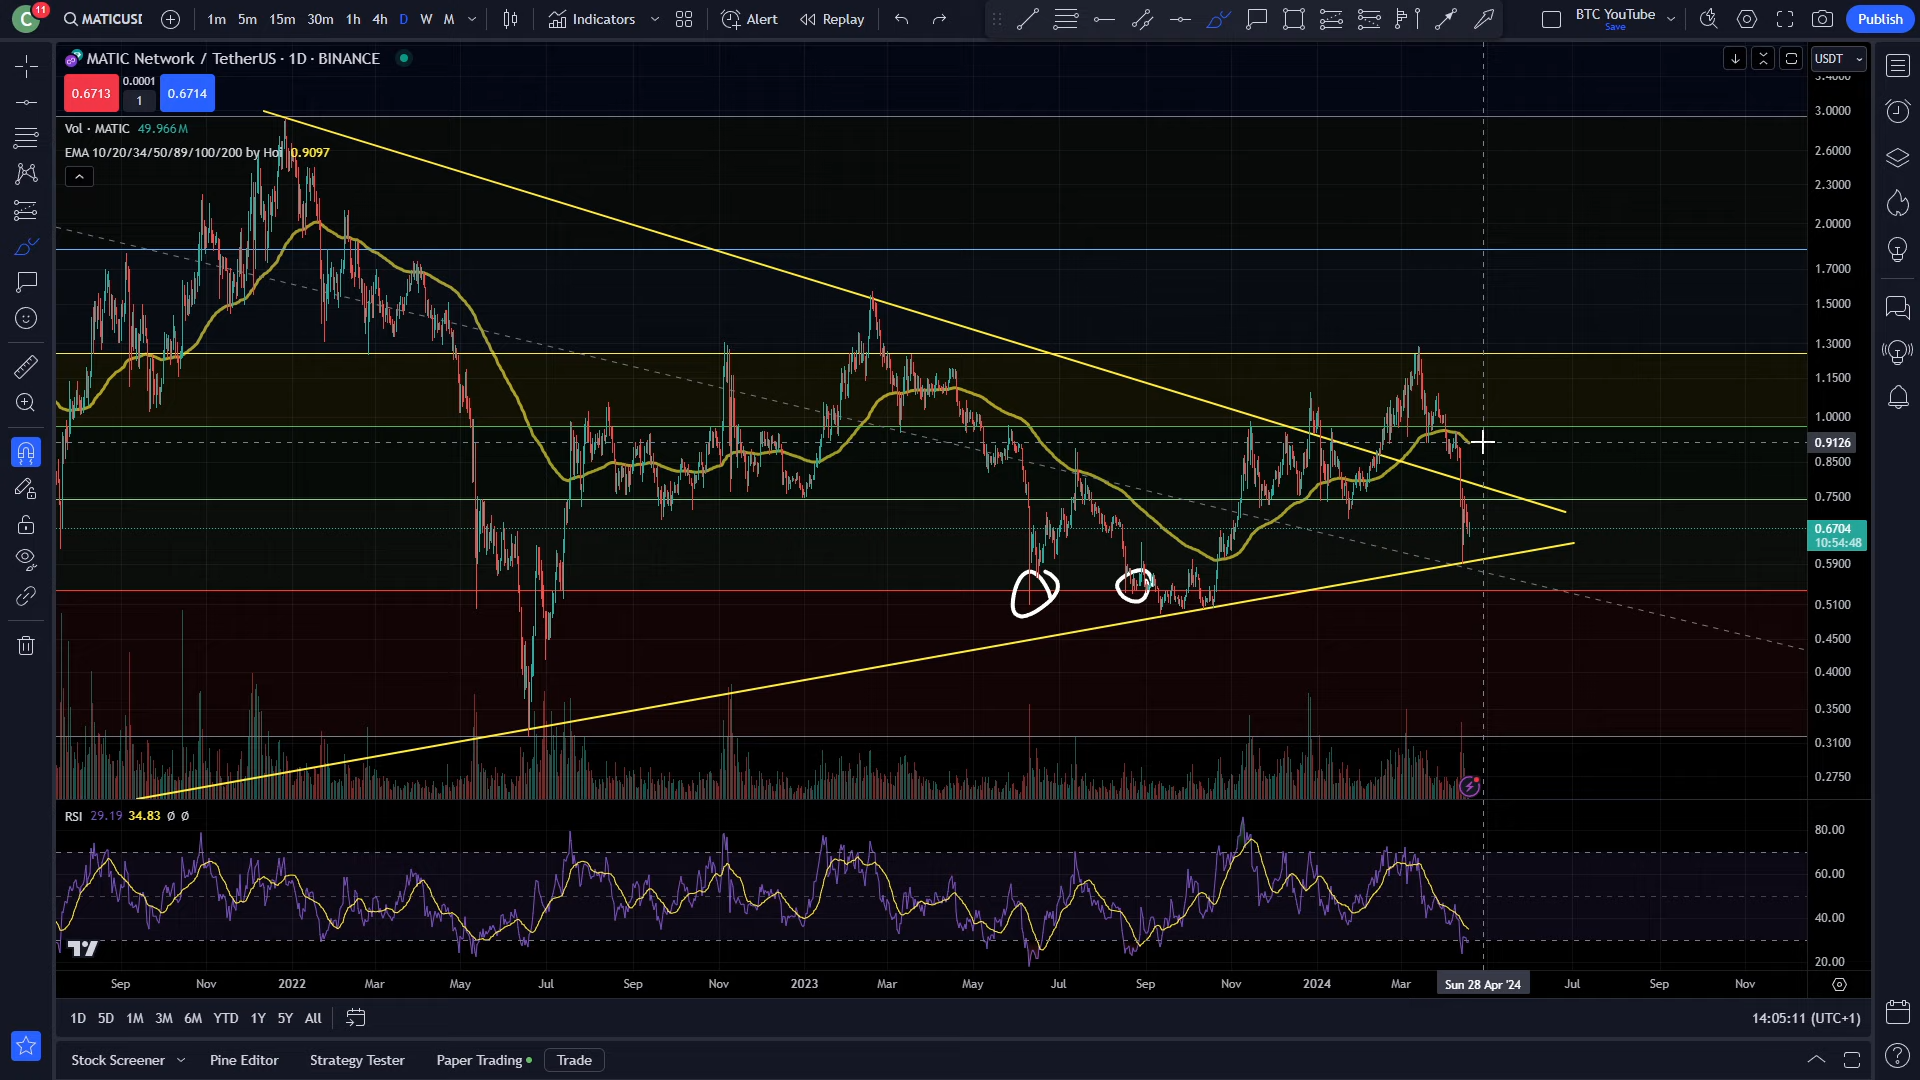 C 11 MATICUSD 1m 5m 15m 30m 1h 4h D W M Indicators Alert Replay BTC YouTube Save Publish
MATIC Network / TetherUS · 1D · BINANCE
0.6713 0.0001 1 0.6714
Vol · MATIC 49.966M
EMA 10/20/34/50/89/100/200 by Ho 0.9097
USDT
3.4000
3.0000
2.6000
2.3000
2.0000
1.7000
1.5000
1.3000
1.1500
1.0000
0.9126
0.8500
0.7500
0.6704
10:54:48
0.5900
0.5100
0.4500
0.4000
0.3500
0.3100
0.2750
RSI 29.19 34.83 Ø Ø
80.00
60.00
40.00
20.00
Sep Nov 2022 Mar May Jul Sep Nov 2023 Mar May Jul Sep Nov 2024 Mar Sun 28 Apr '24 Jul Sep Nov
1D 5D 1M 3M 6M YTD 1Y 5Y All 14:05:11 (UTC+1)
Stock Screener Pine Editor Strategy Tester Paper Trading Trade